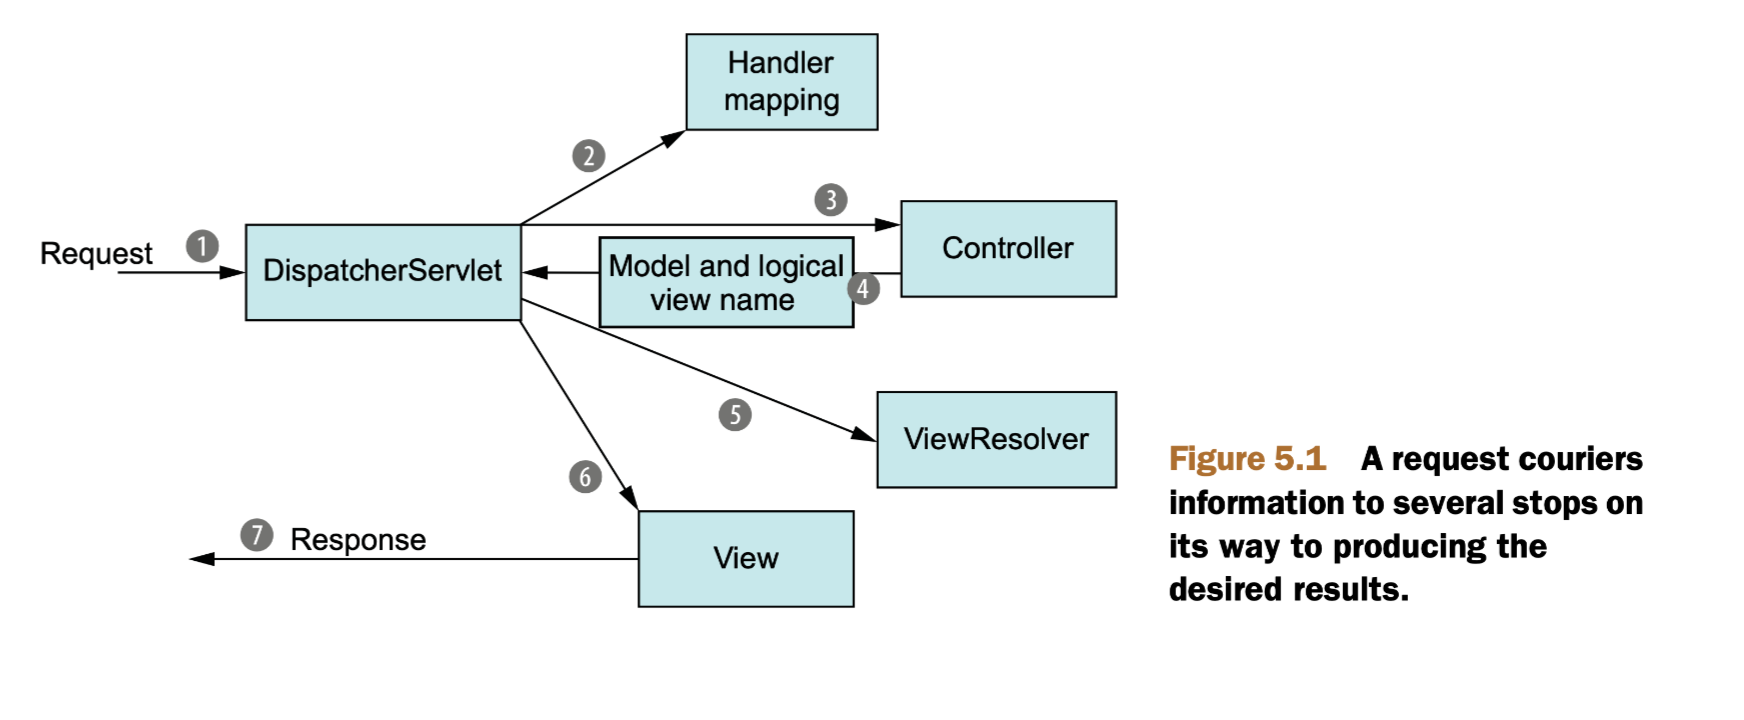 Handler
mapping
2
3
Request
1
DispatcherServlet
Model and logical
view name
4
Controller
5
ViewResolver
6
7
Response
View
Figure 5.1 A request couriers
information to several stops on
its way to producing the
desired results.